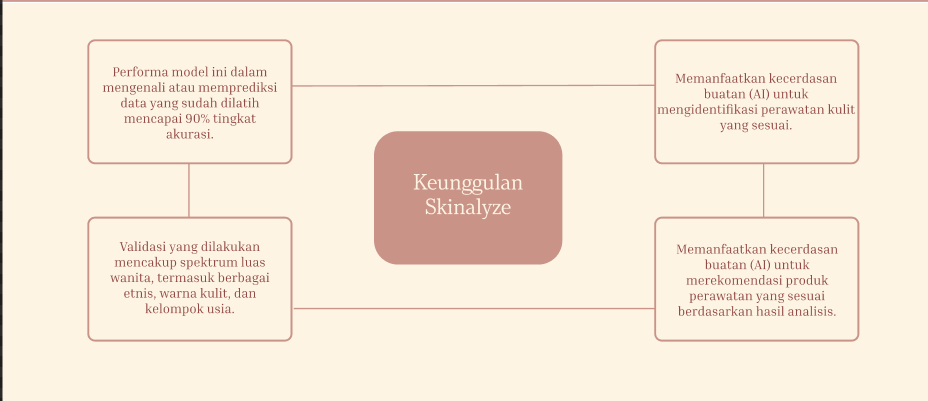 Performa model ini dalam
mengenali atau memprediksi
data yang sudah dilatih
mencapai 90% tingkat
akurasi.
Memanfaatkan kecerdasan
buatan (AI) untuk
mengidentifikasi perawatan kulit
yang sesuai.
Keunggulan
Skinalyze
Validasi yang dilakukan
mencakup spektrum luas
wanita, termasuk berbagai
etnis, warna kulit, dan
kelompok usia.
Memanfaatkan kecerdasan
buatan (AI) untuk
merekomendasi produk
perawatan yang sesuai
berdasarkan hasil analisis.